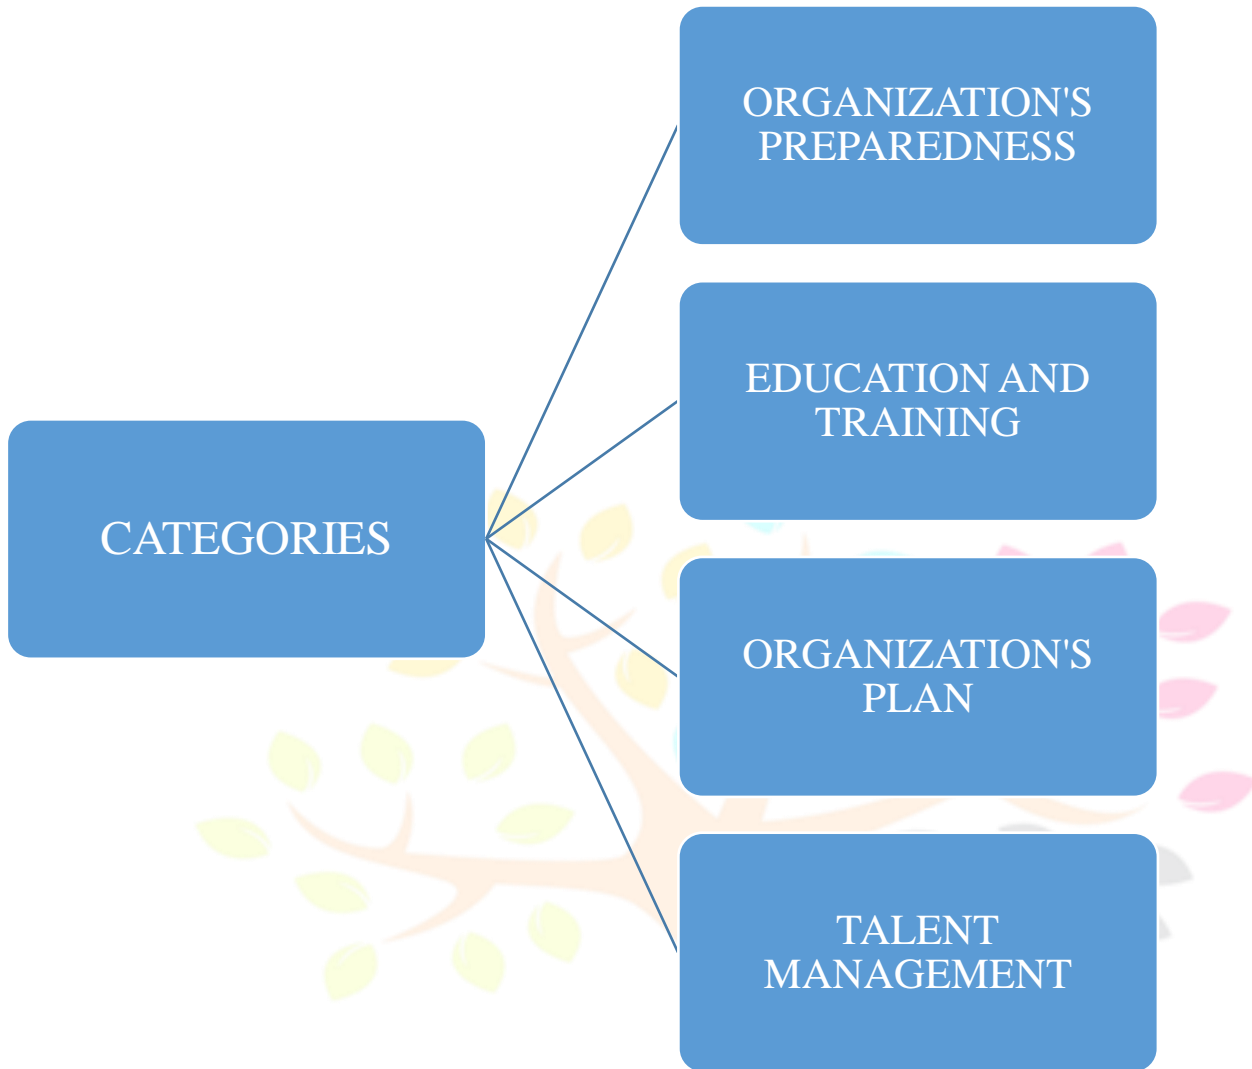 CATEGORIES
ORGANIZATION'S
PREPAREDNESS
EDUCATION AND
TRAINING
ORGANIZATION'S
PLAN
TALENT
MANAGEMENT